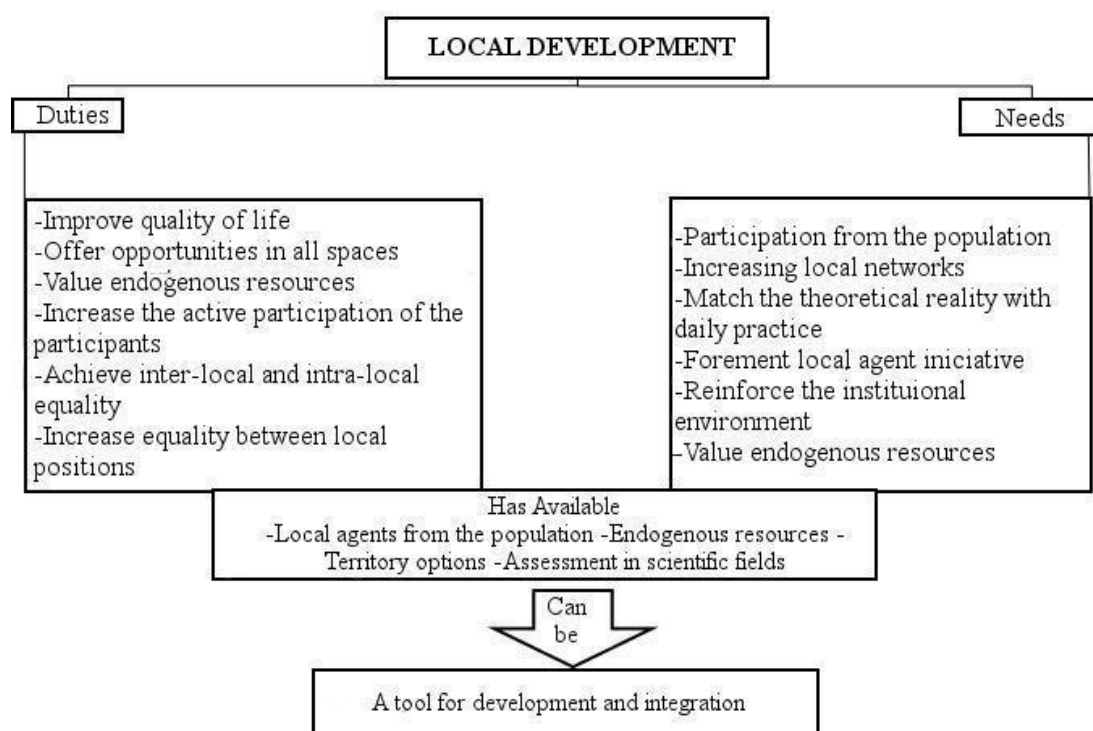 LOCAL DEVELOPMENT
Duties
Needs
-Improve quality of life
-Offer opportunities in all spaces
-Value endogenous resources
-Increase the active participation of the
participants
-Achieve inter-local and intra-local
equality
-Increase equality between local
positions
-Participation from the population
-Increasing local networks
-Match the theoretical reality with
daily practice
-Forement local agent iniciative
-Reinforce the instituional
environment
-Value endogenous resources
Has Available
-Local agents from the population -Endogenous resources -
Territory options -Assessment in scientific fields
Can
be
A tool for development and integration